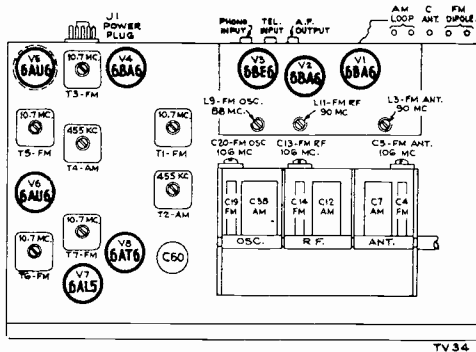 AM LOOP
C ANT.
FM DIPOLE
J1 POWER PLUG
PHONO INPUT
TEL. INPUT
A.F. OUTPUT
V5 6AU6
10.7 MC.
T3-FM
V4 6BA6
V3 6BE6
V2 6BA6
V1 6BA6
L9-FM OSC. 88 MC.
L11-FM RF 90 MC
L3-FM ANT. 90 MC
10.7 MC.
T5-FM
455 KC
T4-AM
10.7 MC.
T1-FM
C20-FM OSC 106 MC
C13-FM RF 106 MC.
C5-FM ANT. 106 MC
V6 6AU6
455 KC
T2-AM
C19 FM
C38 AM
C14 FM
C12 AM
C7 AM
C4 FM
OSC.
R F.
ANT.
10.7 MC.
T6-FM
10.7 MC.
T7-FM
V8 6AT6
C60
V7 6AL5
TV34